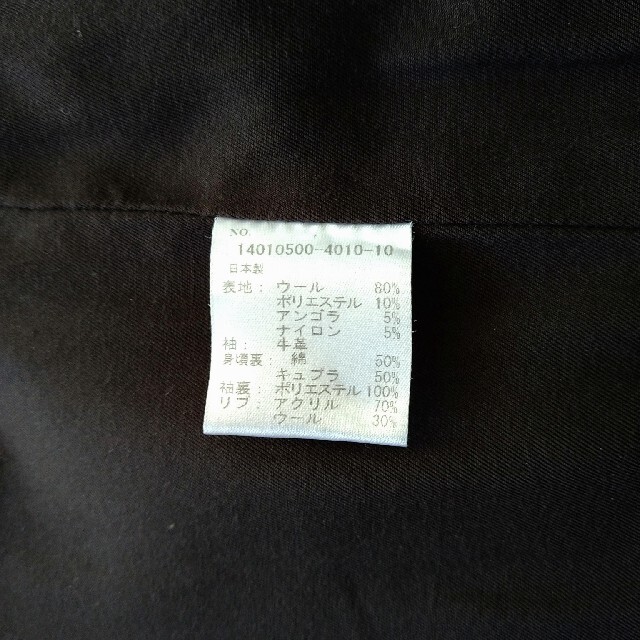 NO
14010500-4010-10
日本製
表地: ウール 80%
ポリエステル 10%
アンゴラ 5%
ナイロン 5%
袖: 牛革
身頃裏: 綿 50%
キュプラ 50%
袖裏: ポリエステル 100%
リブ アクリル 70%
ウール 30%